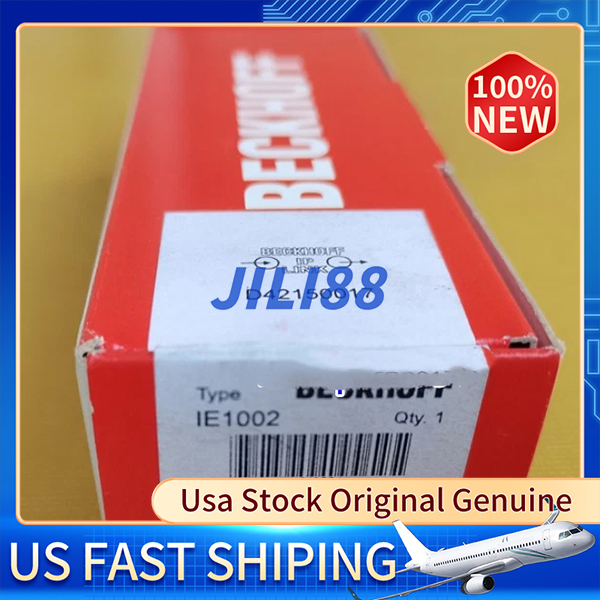 100%
NEW
BECKHOFF
BECKHOFF
IP
LINK
JILI88
D42150017
BECKHOFF
Type
IE1002
Qty. 1
Usa Stock Original Genuine
US FAST SHIPING